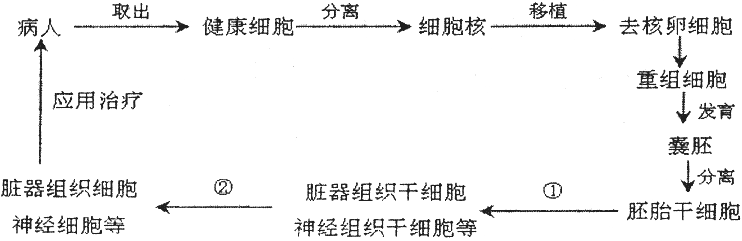 病人 取出 健康细胞 分离 细胞核 移植 去核卵细胞
重组细胞
应用治疗
发育
囊胚
分离
脏器组织细胞 ② 脏器组织干细胞 ① 胚胎干细胞
神经细胞等 神经组织干细胞等